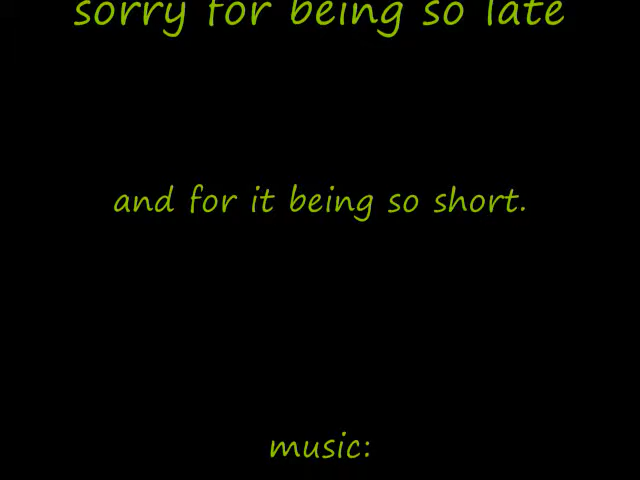 sorry for being so late
and for it being so short.
music: